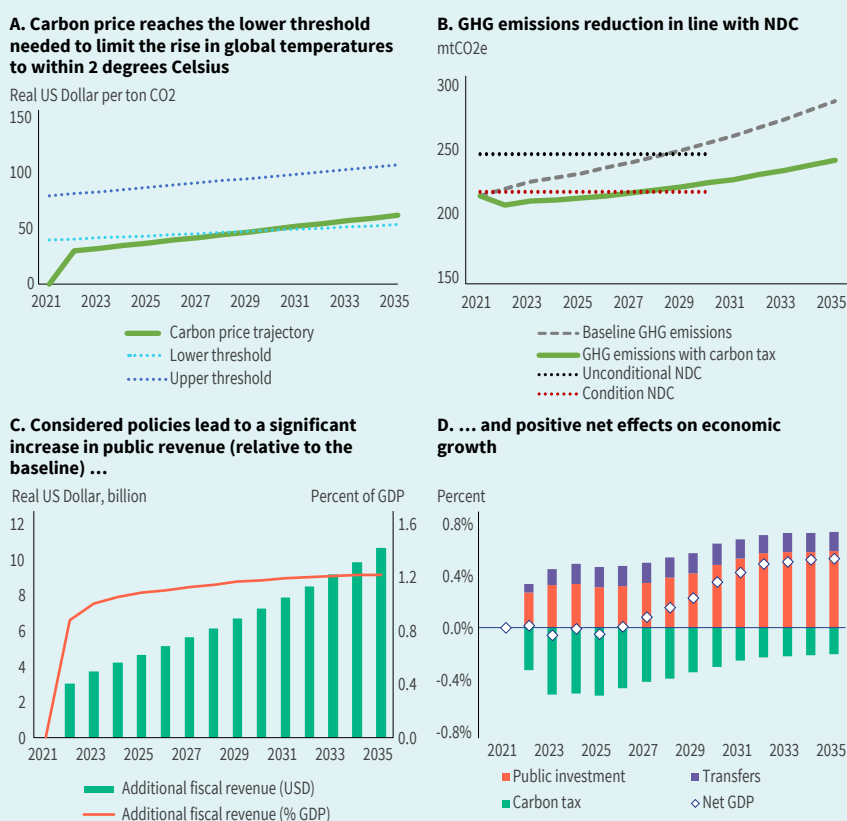 A. Carbon price reaches the lower threshold
needed to limit the rise in global temperatures
to within 2 degrees Celsius
Real US Dollar per ton CO2
150
100
50
0
2021 2023 2025 2027 2029 2031 2033 2035
Carbon price trajectory
Lower threshold
Upper threshold
B. GHG emissions reduction in line with NDC
mtCO2e
300
250
200
150
2021 2023 2025 2027 2029 2031 2033 2035
Baseline GHG emissions
GHG emissions with carbon tax
Unconditional NDC
Condition NDC
C. Considered policies lead to a significant
increase in public revenue (relative to the
baseline) …
Real US Dollar, billion Percent of GDP
12 1.6
10
8 1.2
6 0.8
4
2 0.4
0 0.0
2021 2023 2025 2027 2029 2031 2033 2035
Additional fiscal revenue (USD)
Additional fiscal revenue (% GDP)
D. … and positive net effects on economic
growth
Percent
0.8%
0.4%
0.0%
-0.4%
-0.8%
2021 2023 2025 2027 2029 2031 2033 2035
Public investment Transfers
Carbon tax Net GDP